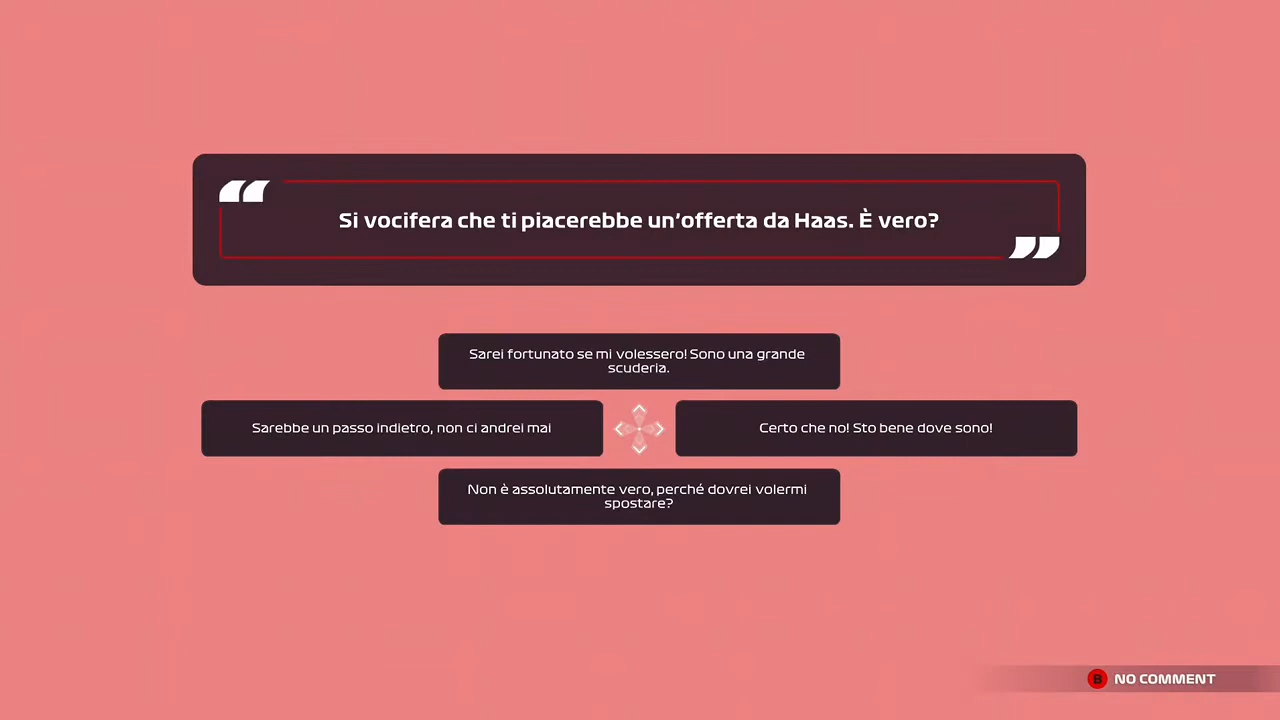 Si vocifera che ti piacerebbe un'offerta da Haas. È vero?
Sarei fortunato se mi volessero! Sono una grande
scuderia.
Sarebbe un passo indietro, non ci andrei mai
Certo che no! Sto bene dove sono!
Non è assolutamente vero, perché dovrei volermi
spostare?
B NO COMMENT